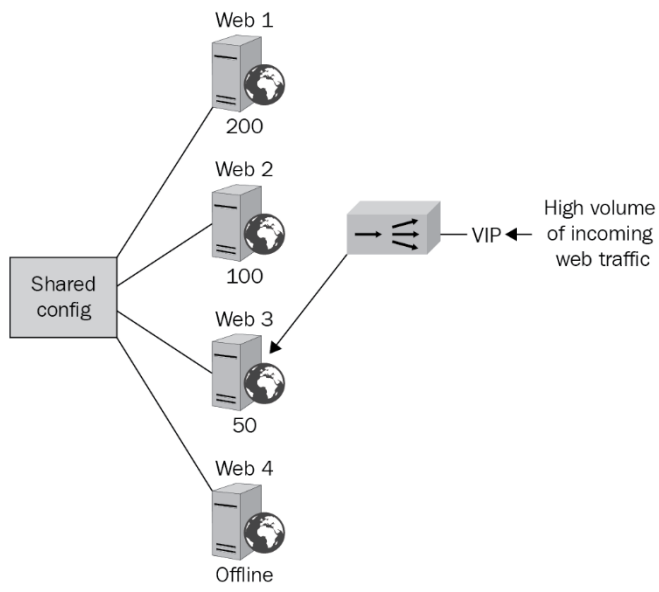 Web 1
200
Web 2
100
Web 3
50
Web 4
Offline
Shared
config
VIP
High volume
of incoming
web traffic